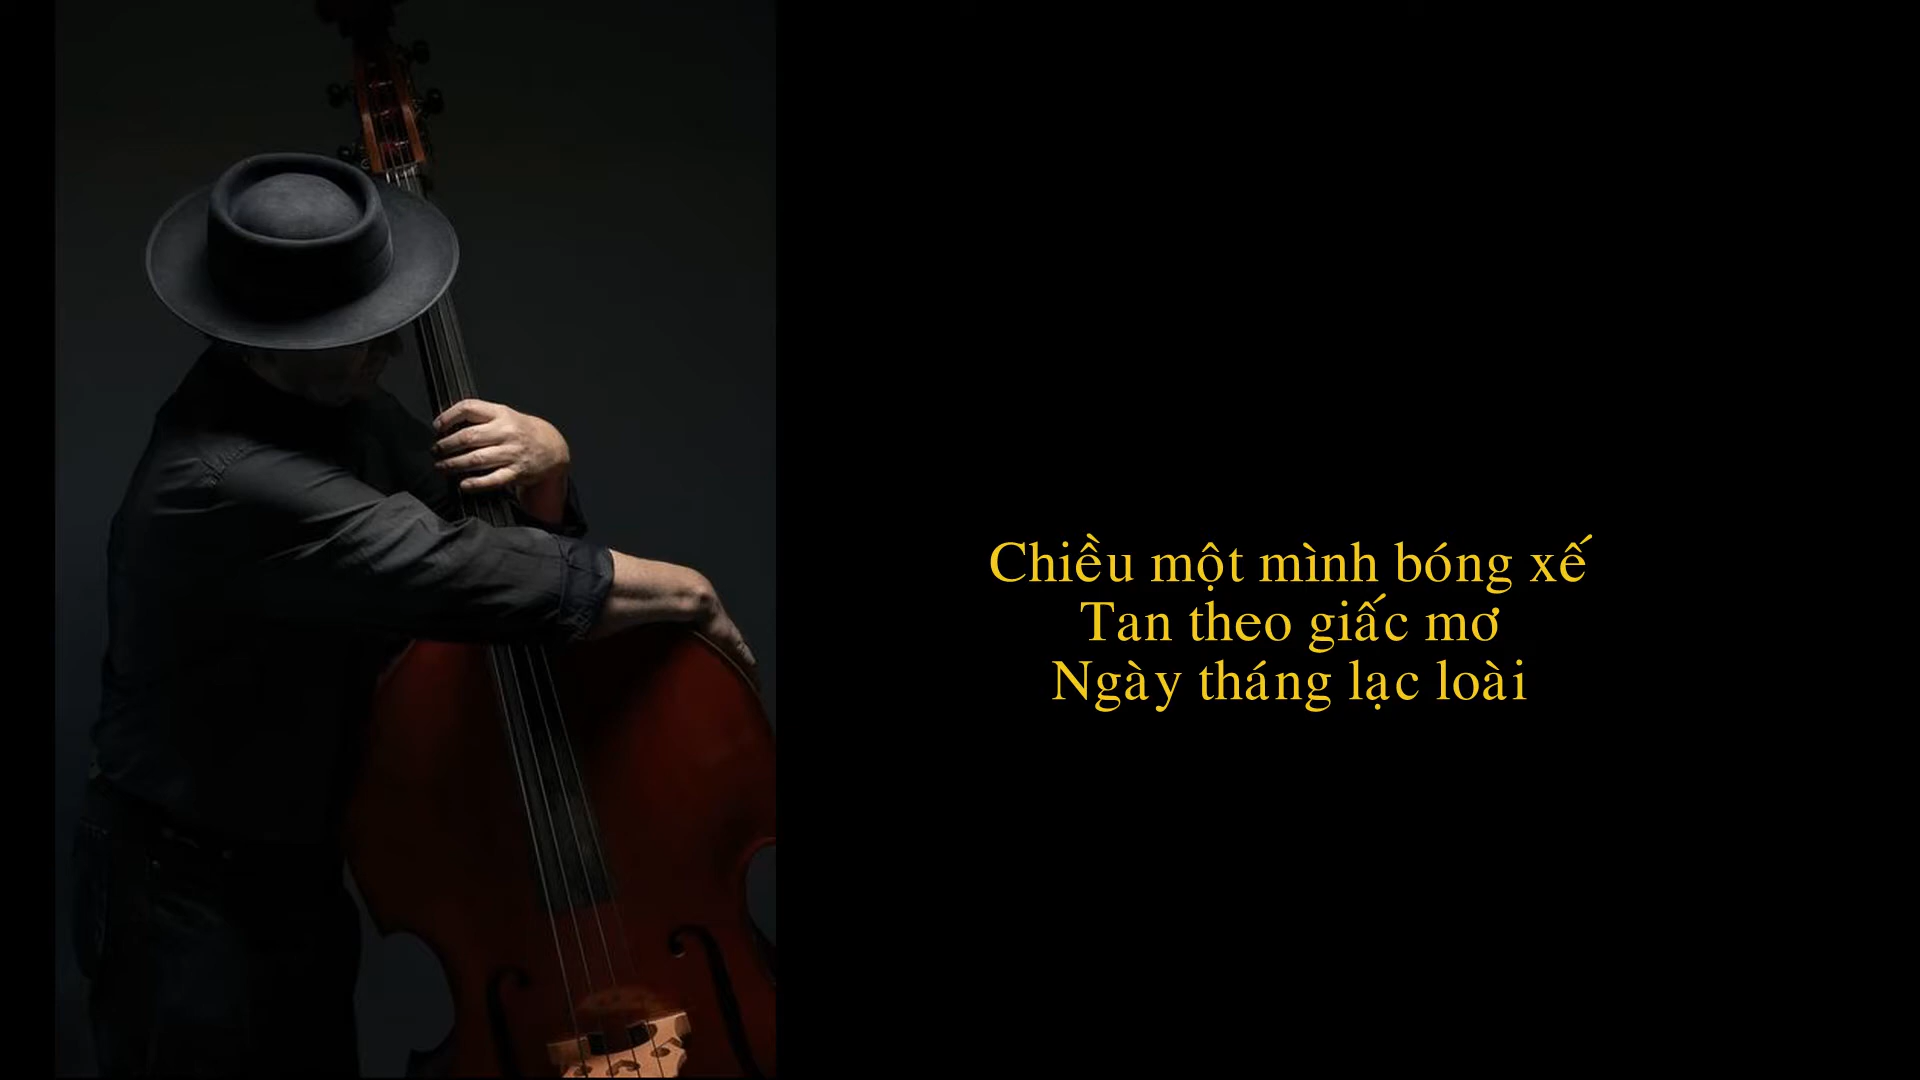 Chiều một mình bóng xế
Tan theo giấc mơ
Ngày tháng lạc loài